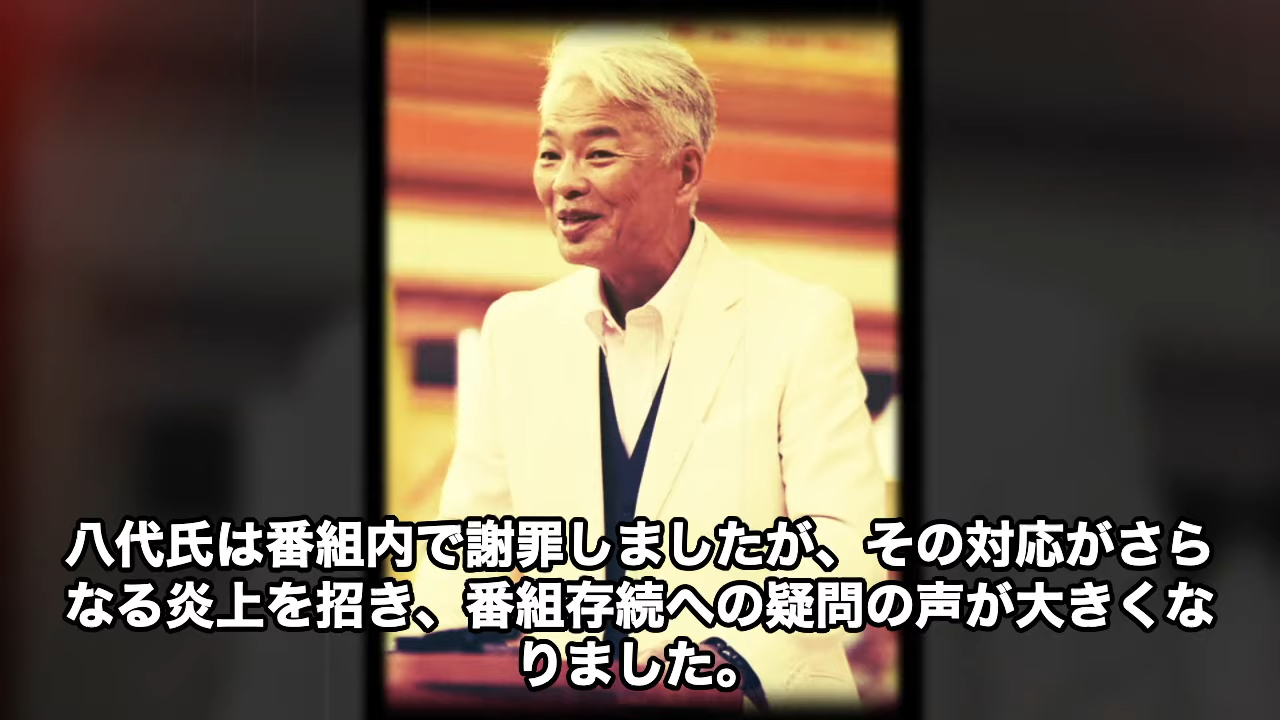 八代氏は番組内で謝罪しましたが、その対応がさら
なる炎上を招き、番組存続への疑問の声が大きくな
りました。